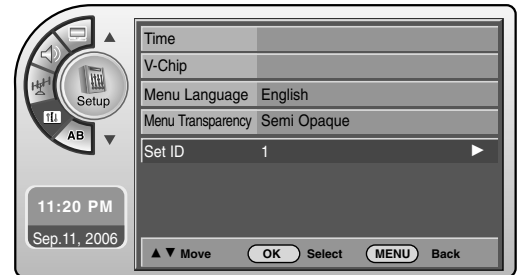 Time
V-Chip
Menu Language English
Menu Transparency Semi Opaque
Set ID 1 ▶
Setup
AB
11:20 PM
Sep.11, 2006
▲▼ Move OK Select MENU Back